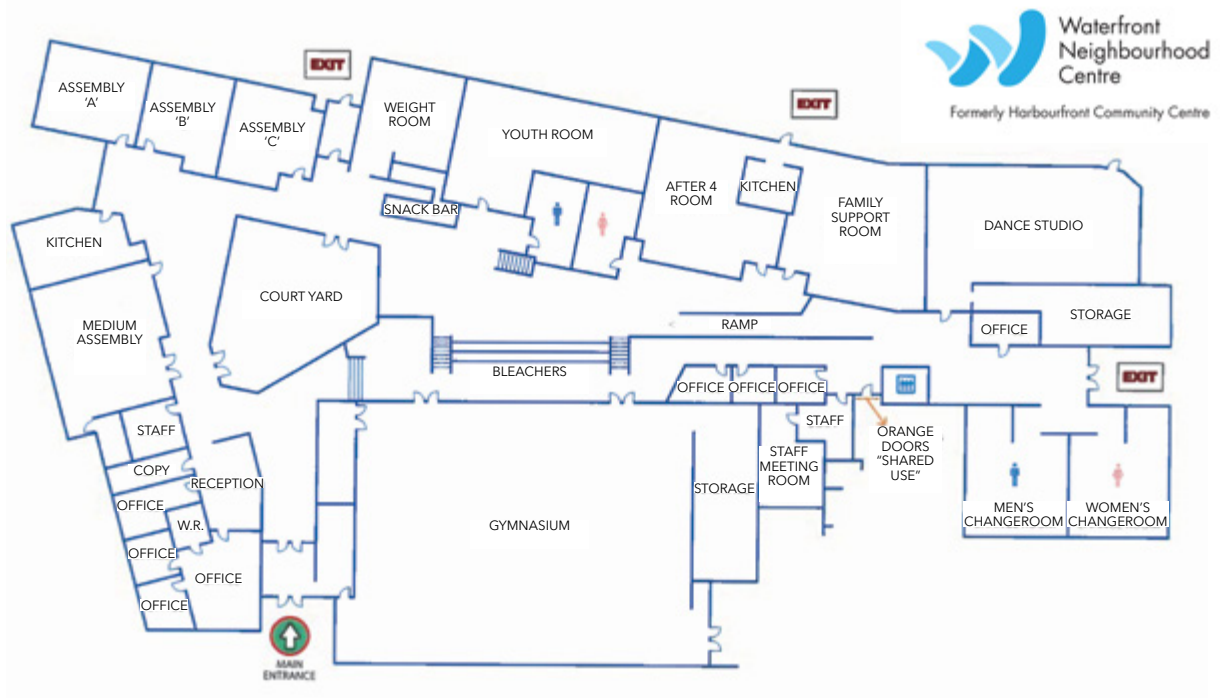 Waterfront
Neighbourhood
Centre
Formerly Harbourfront Community Centre
EXIT
ASSEMBLY
'A'
ASSEMBLY
'B'
ASSEMBLY
'C'
WEIGHT
ROOM
YOUTH ROOM
EXIT
AFTER 4
ROOM
KITCHEN
SNACK BAR
FAMILY
SUPPORT
ROOM
DANCE STUDIO
KITCHEN
COURT YARD
MEDIUM
ASSEMBLY
RAMP
STORAGE
OFFICE
BLEACHERS
EXIT
OFFICE
OFFICE
OFFICE
STAFF
STAFF
ORANGE
DOORS
"SHARED
USE"
COPY
RECEPTION
STAFF
MEETING
ROOM
STORAGE
OFFICE
W.R.
GYMNASIUM
MEN'S
CHANGEROOM
WOMEN'S
CHANGEROOM
OFFICE
OFFICE
OFFICE
MAIN
ENTRANCE